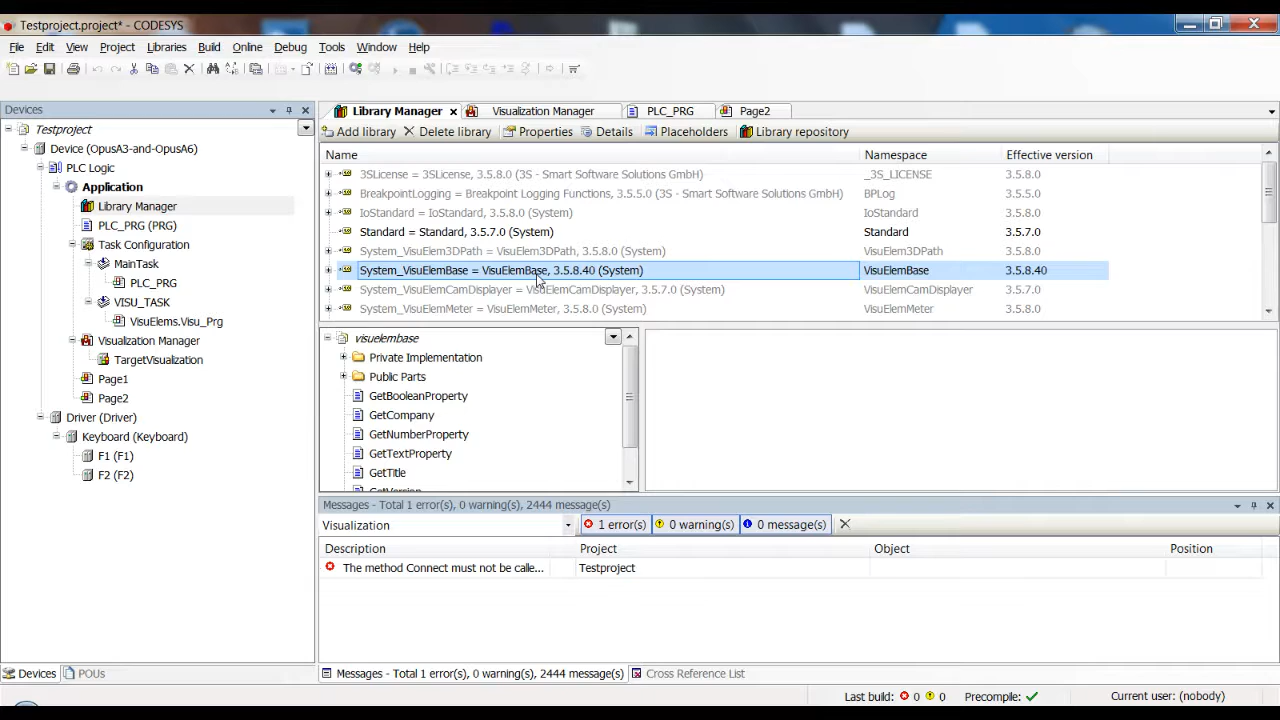 Testproject.project* - CODESYS
File Edit View Project Libraries Build Online Debug Tools Window Help
Devices
Testproject
Device (OpusA3-and-OpusA6)
PLC Logic
Application
Library Manager
PLC_PRG (PRG)
Task Configuration
MainTask
PLC_PRG
VISU_TASK
VisuElems.Visu_Prg
Visualization Manager
TargetVisualization
Page1
Page2
Driver (Driver)
Keyboard (Keyboard)
F1 (F1)
F2 (F2)
Devices POUs
Library Manager Visualization Manager PLC_PRG Page2
Add library Delete library Properties Details Placeholders Library repository
Name Namespace Effective version
3SLicense = 3SLicense, 3.5.8.0 (3S - Smart Software Solutions GmbH) _3S_LICENSE 3.5.8.0
BreakpointLogging = Breakpoint Logging Functions, 3.5.5.0 (3S - Smart Software Solutions GmbH) BPLog 3.5.5.0
IoStandard = IoStandard, 3.5.8.0 (System) IoStandard 3.5.8.0
Standard = Standard, 3.5.7.0 (System) Standard 3.5.7.0
System_VisuElem3DPath = VisuElem3DPath, 3.5.8.0 (System) VisuElem3DPath 3.5.8.0
System_VisuElemBase = VisuElemBase, 3.5.8.40 (System) VisuElemBase 3.5.8.40
System_VisuElemCamDisplayer = VisuElemCamDisplayer, 3.5.7.0 (System) VisuElemCamDisplayer 3.5.7.0
System_VisuElemMeter = VisuElemMeter, 3.5.8.0 (System) VisuElemMeter 3.5.8.0
visuelembase
Private Implementation
Public Parts
GetBooleanProperty
GetCompany
GetNumberProperty
GetTextProperty
GetTitle
GetVersion
Messages - Total 1 error(s), 0 warning(s), 2444 message(s)
Visualization 1 error(s) 0 warning(s) 0 message(s)
Description Project Object Position
The method Connect must not be calle... Testproject
Messages - Total 1 error(s), 0 warning(s), 2444 message(s) Cross Reference List
Last build: 0 0 Precompile: Current user: (nobody)